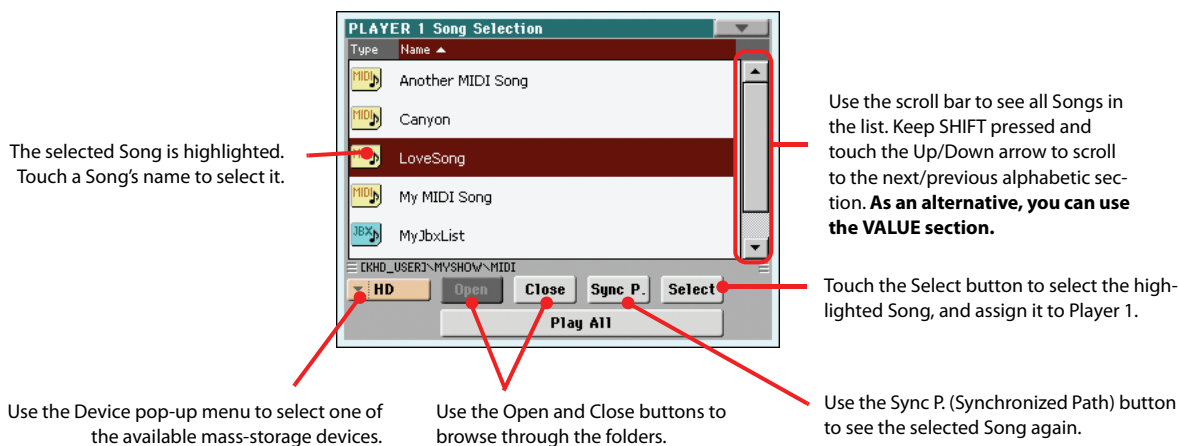 PLAYER 1 Song Selection
Type Name
MIDI Another MIDI Song
MIDI Canyon
LoveSong
MIDI My MIDI Song
JBX MyJbxList
[KHD_USER]\MYSHOW\MIDI
HD Open Close Sync P. Select
Play All
The selected Song is highlighted.
Touch a Song's name to select it.
Use the scroll bar to see all Songs in
the list. Keep SHIFT pressed and
touch the Up/Down arrow to scroll
to the next/previous alphabetic sec-
tion. As an alternative, you can use
the VALUE section.
Touch the Select button to select the high-
lighted Song, and assign it to Player 1.
Use the Device pop-up menu to select one of
the available mass-storage devices.
Use the Open and Close buttons to
browse through the folders.
Use the Sync P. (Synchronized Path) button
to see the selected Song again.